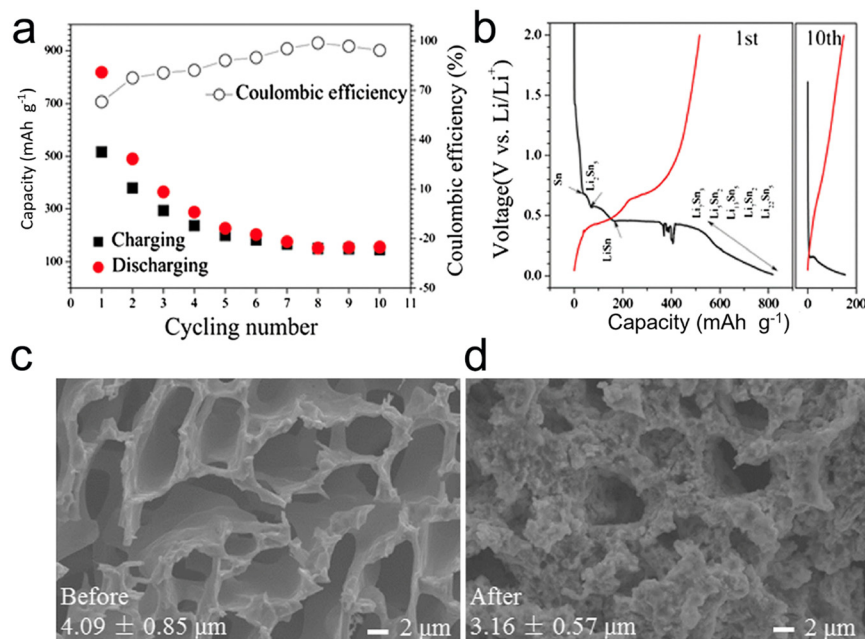 a
900
700
500
300
100
Capacity (mAh g⁻¹)
100
70
40
10
-20
-50
Coulombic efficiency (%)
Coulombic efficiency
Charging
Discharging
0 1 2 3 4 5 6 7 8 9 10 11
Cycling number
b
1st
10th
2.0
1.5
1.0
0.5
0.0
Voltage(V vs. Li/Li⁺)
Sn
Li₂Sn₅
LiSn
Li₇Sn₃
Li₅Sn₂
Li₁₃Sn₅
Li₇Sn₂
Li₂₂Sn₅
0 200 400 600 800 0 200
Capacity (mAh g⁻¹)
c
Before
4.09 ± 0.85 μm
2 μm
d
After
3.16 ± 0.57 μm
2 μm